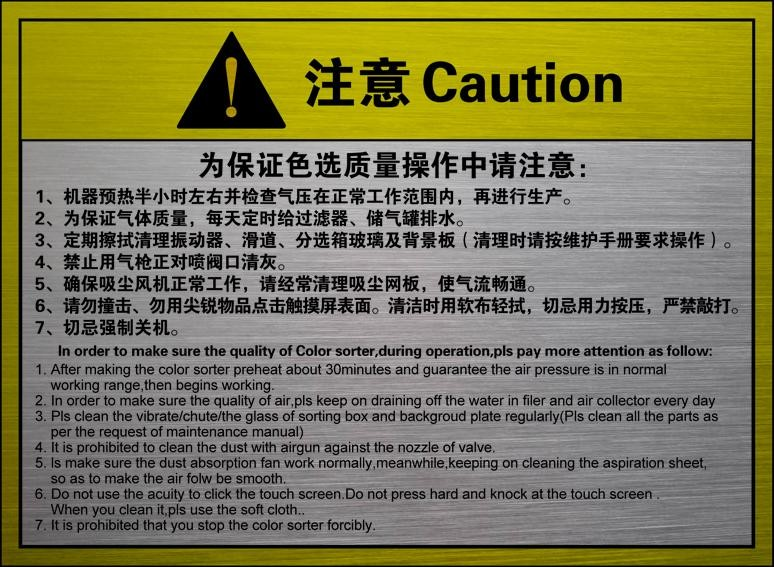 注意 Caution
为保证色选质量操作中请注意：
1、机器预热半小时左右并检查气压在正常工作范围内，再进行生产。
2、为保证气体质量，每天定时给过滤器、储气罐排水。
3、定期擦拭清理振动器、滑道、分选箱玻璃及背景板（清理时请按维护手册要求操作）。
4、禁止用气枪正对喷阀口清灰。
5、确保吸尘风机正常工作，请经常清理吸尘网板，使气流畅通。
6、请勿撞击、勿用尖锐物品点击触摸屏表面。清洁时用软布轻拭，切忌用力按压，严禁敲打。
7、切忌强制关机。
In order to make sure the quality of Color sorter,during operation,pls pay more attention as follow:
1. After making the color sorter preheat about 30minutes and guarantee the air pressure is in normal
working range,then begins working.
2. In order to make sure the quality of air,pls keep on draining off the water in filer and air collector every day
3. Pls clean the vibrate/chute/the glass of sorting box and backgroud plate regularly(Pls clean all the parts as
per the request of maintenance manual)
4. It is prohibited to clean the dust with airgun against the nozzle of valve.
5. Is make sure the dust absorption fan work normally,meanwhile,keeping on cleaning the aspiration sheet,
so as to make the air folw be smooth.
6. Do not use the acuity to click the touch screen.Do not press hard and knock at the touch screen .
When you clean it,pls use the soft cloth..
7. It is prohibited that you stop the color sorter forcibly.